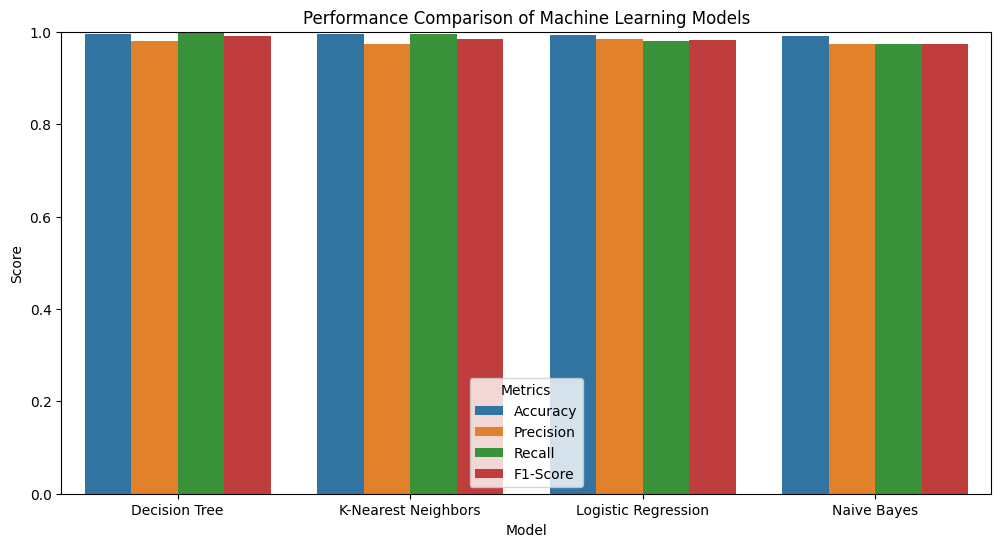 Performance Comparison of Machine Learning Models
Score
1.0
0.8
0.6
0.4
0.2
0.0
Metrics
Accuracy
Precision
Recall
F1-Score
Decision Tree
K-Nearest Neighbors
Logistic Regression
Naive Bayes
Model